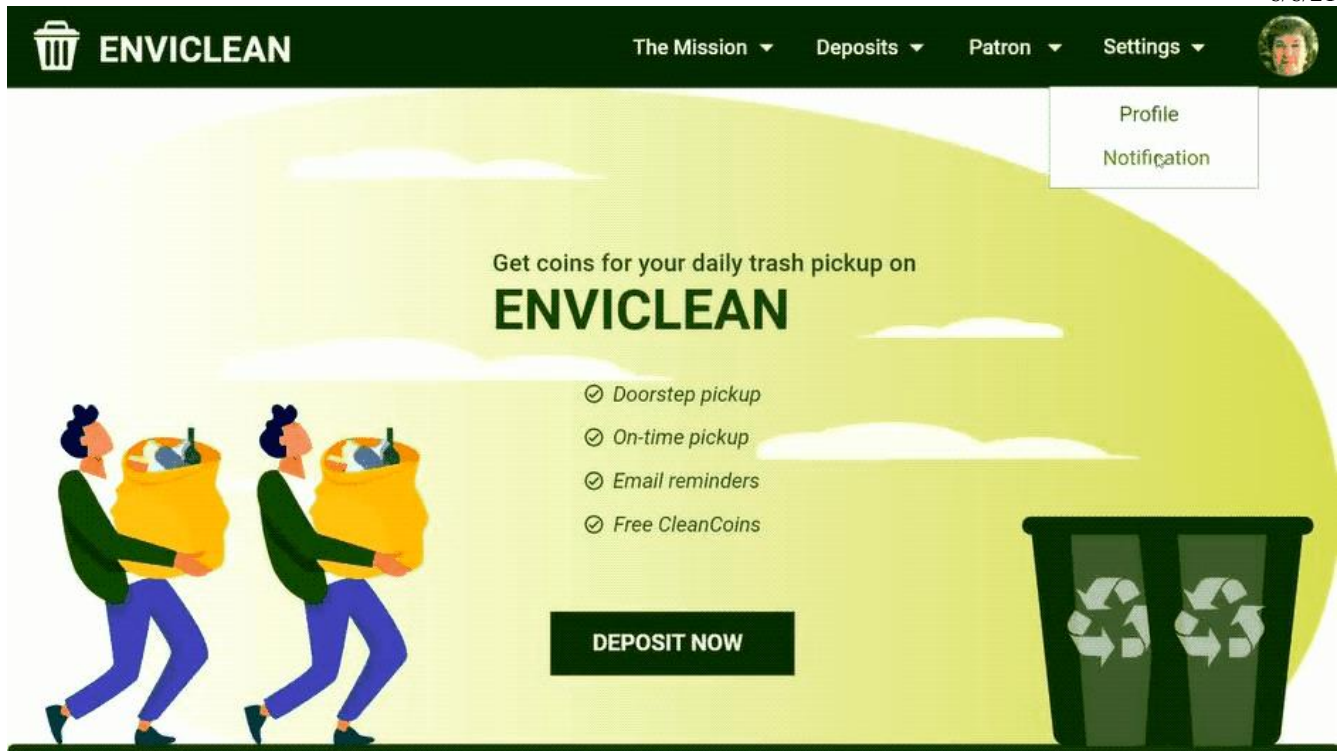 ENVICLEAN
The Mission Deposits Patron Settings
Profile
Notification
Get coins for your daily trash pickup on
ENVICLEAN
Doorstep pickup
On-time pickup
Email reminders
Free CleanCoins
DEPOSIT NOW